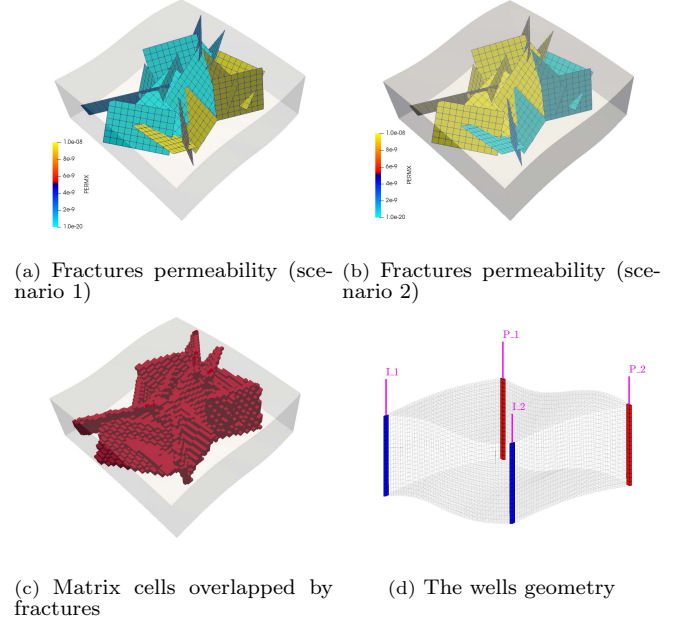 1.0e-08
8e-9
6e-9
4e-9
2e-9
1.0e-20
PERMX
1.0e-08
8e-9
6e-9
4e-9
2e-9
1.0e-20
PERMX
(a) Fractures permeability (sce-
nario 1)
(b) Fractures permeability (sce-
nario 2)
I_1
P_1
I_2
P_2
(c) Matrix cells overlapped by
fractures
(d) The wells geometry